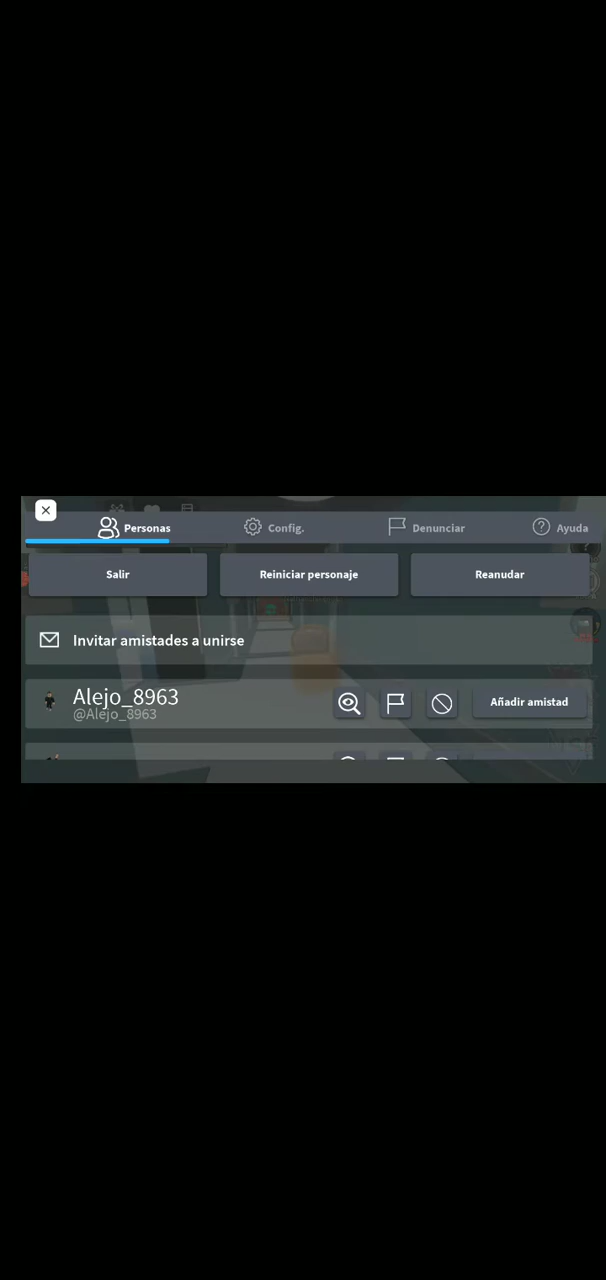 Personas
Config.
Denunciar
Ayuda
Salir
Reiniciar personaje
Reanudar
Invitar amistades a unirse
Alejo_8963
@Alejo_8963
Añadir amistad